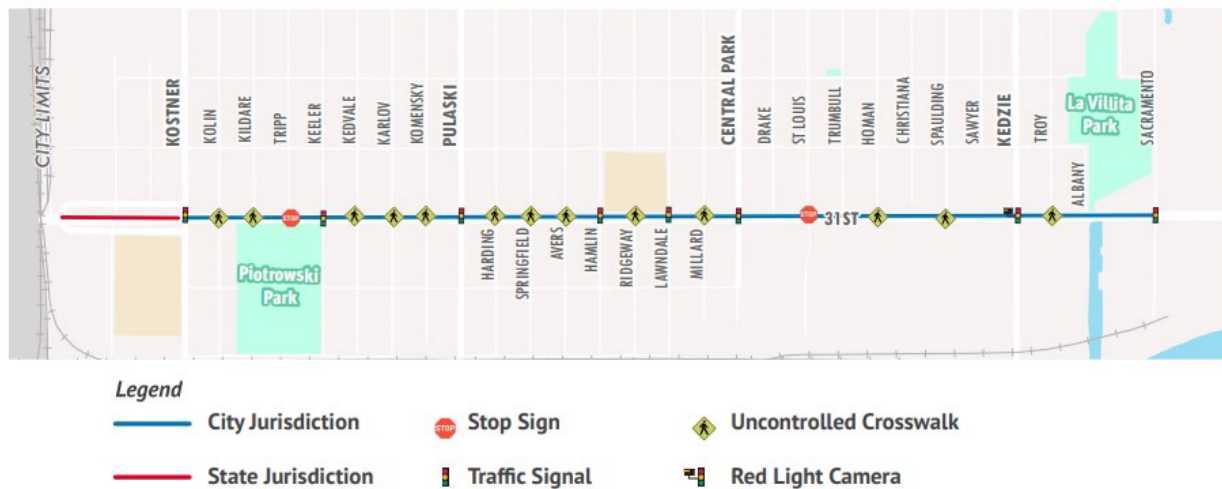 CITY LIMITS
KOSTNER
KOLIN
KILDARE
TRIPP
KEELER
KEDVALE
KARLOV
KOMENSKY
PULASKI
CENTRAL PARK
DRAKE
ST LOUIS
TRUMBULL
HOMAN
CHRISTIANA
SPAULDING
SAWYER
KEDZIE
TROY
ALBANY
La Villita
Park
SACRAMENTO
STOP
STOP
31ST
Piotrowski
Park
HARDING
SPRINGFIELD
AVERS
HAMLIN
RIDGEWAY
LAWNDALE
MILLARD
Legend
City Jurisdiction
STOP
Stop Sign
Uncontrolled Crosswalk
State Jurisdiction
Traffic Signal
Red Light Camera